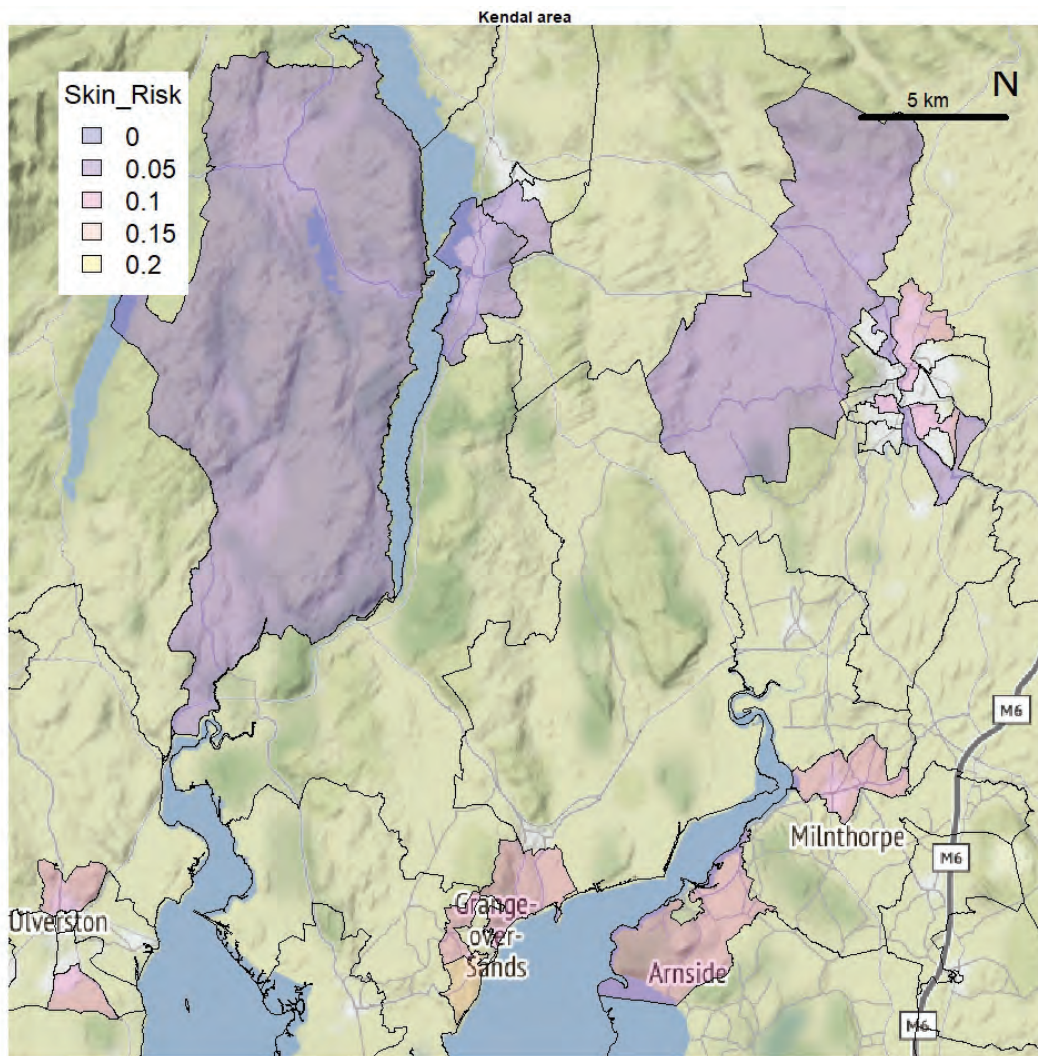 Kendal area
Skin_Risk
0
0.05
0.1
0.15
0.2
N
5 km
M6
Milnthorpe
M6
Ulverston
Grange-
over-
Sands
Arnside
M6